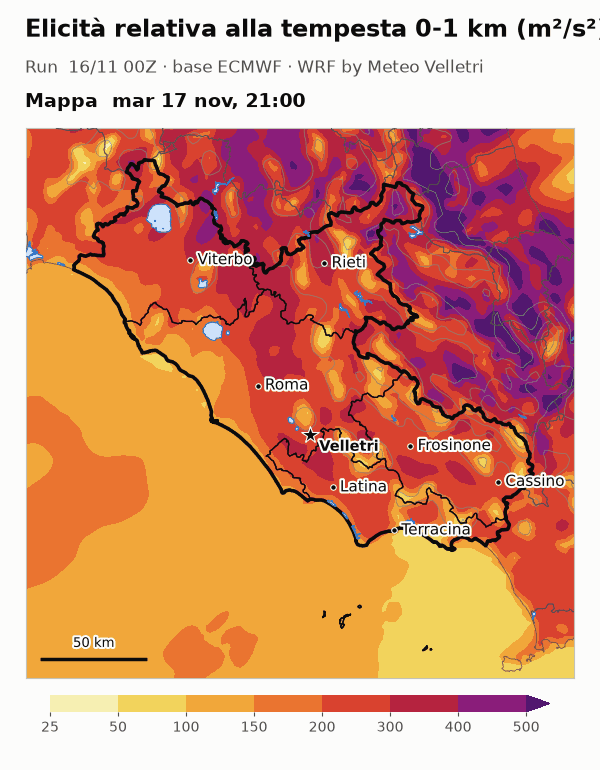 Elicità relativa alla tempesta 0-1 km (m²/s²)
Run 16/11 00Z · base ECMWF · WRF by Meteo Velletri
Mappa mar 17 nov, 21:00
Viterbo
Rieti
Roma
Velletri
Frosinone
Cassino
Latina
Terracina
50 km
25 50 100 150 200 300 400 500